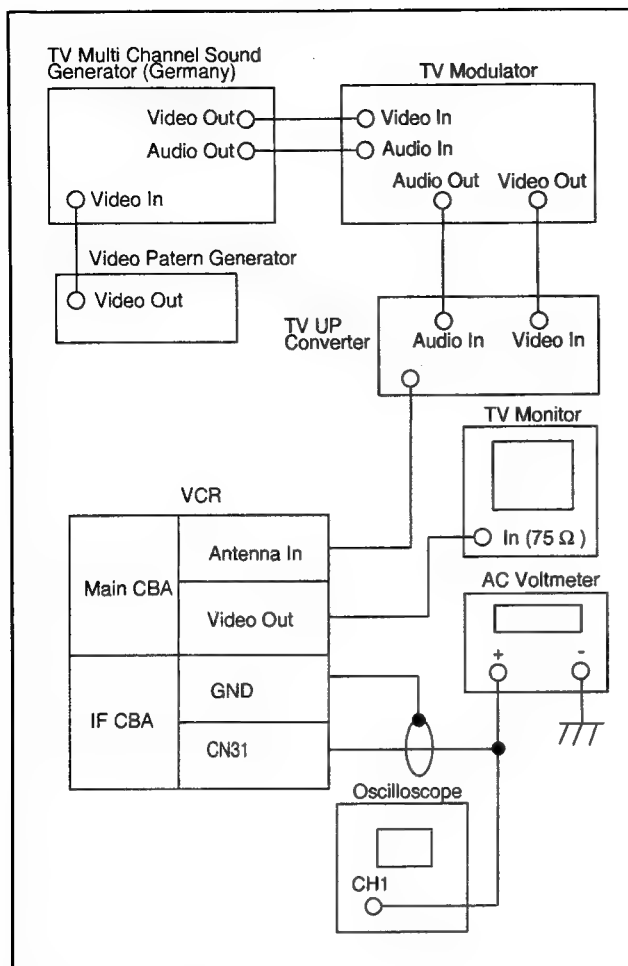 TV Multi Channel Sound
Generator (Germany)
TV Modulator
Video Out
Video In
Audio Out
Audio In
Audio Out
Video Out
Video In
Video Patern Generator
Video Out
TV UP
Converter
Audio In
Video In
TV Monitor
In (75 Ω)
VCR
Main CBA
Antenna In
Video Out
AC Voltmeter
+
-
IF CBA
GND
CN31
Oscilloscope
CH1